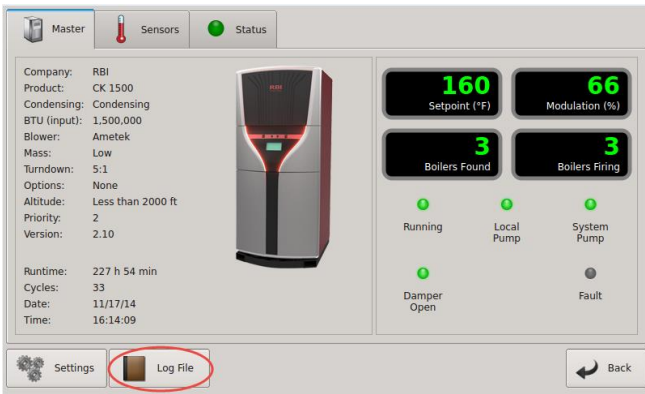 Master
Sensors
Status
Company: RBI
Product: CK 1500
Condensing: Condensing
BTU (input): 1,500,000
Blower: Ametek
Mass: Low
Turndown: 5:1
Options: None
Altitude: Less than 2000 ft
Priority: 2
Version: 2.10
Runtime: 227 h 54 min
Cycles: 33
Date: 11/17/14
Time: 16:14:09
160
Setpoint (°F)
66
Modulation (%)
3
Boilers Found
3
Boilers Firing
Running
Local
Pump
System
Pump
Damper
Open
Fault
Settings
Log File
Back